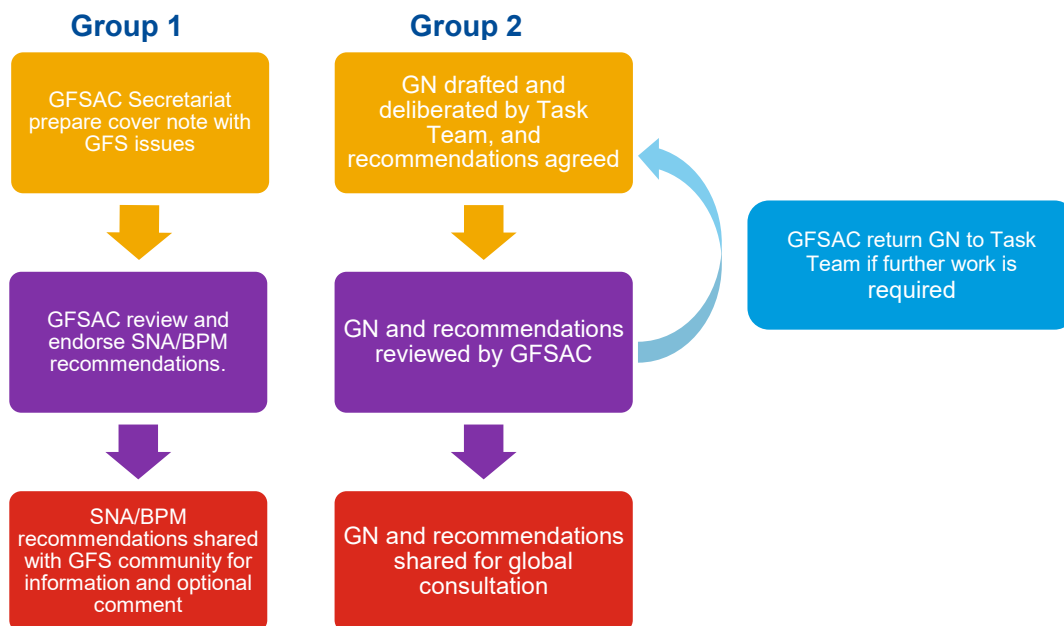 Group 1
GFSAC Secretariat
prepare cover note with
GFS issues
GFSAC review and
endorse SNA/BPM
recommendations.
SNA/BPM
recommendations shared
with GFS community for
information and optional
comment
Group 2
GN drafted and
deliberated by Task
Team, and
recommendations agreed
GN and recommendations
reviewed by GFSAC
GN and recommendations
shared for global
consultation
GFSAC return GN to Task
Team if further work is
required